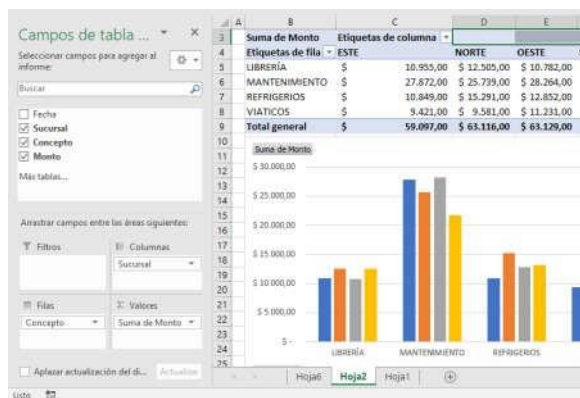 Campos de tabla ...
Seleccionar campos para agregar al
informe:
Buscar
Fecha
Sucursal
Concepto
Monto
Más tablas...
Arrastrar campos entre las áreas siguientes:
Filtros
Columnas
Sucursal
Filas
Valores
Concepto
Suma de Monto
Aplazar actualización del di...
Actualizar
A B C D E
3 Suma de Monto Etiquetas de columna
4 Etiquetas de fila ESTE NORTE OESTE
5 LIBRERÍA $ 10.955,00 $ 12.505,00 $ 10.782,00
6 MANTENIMIENTO $ 27.872,00 $ 25.739,00 $ 28.264,00
7 REFRIGERIOS $ 10.849,00 $ 15.291,00 $ 12.852,00
8 VIATICOS $ 9.421,00 $ 9.581,00 $ 11.231,00
9 Total general $ 59.097,00 $ 63.116,00 $ 63.129,00
10
11
12
13
14
15
16
17
18
19
20
21
22
23
24
25
Suma de Monto
$ 30.000,00
$ 25.000,00
$ 20.000,00
$ 15.000,00
$ 10.000,00
$ 5.000,00
$ -
LIBRERÍA MANTENIMIENTO REFRIGERIOS
Hoja6 Hoja2 Hoja1
Listo